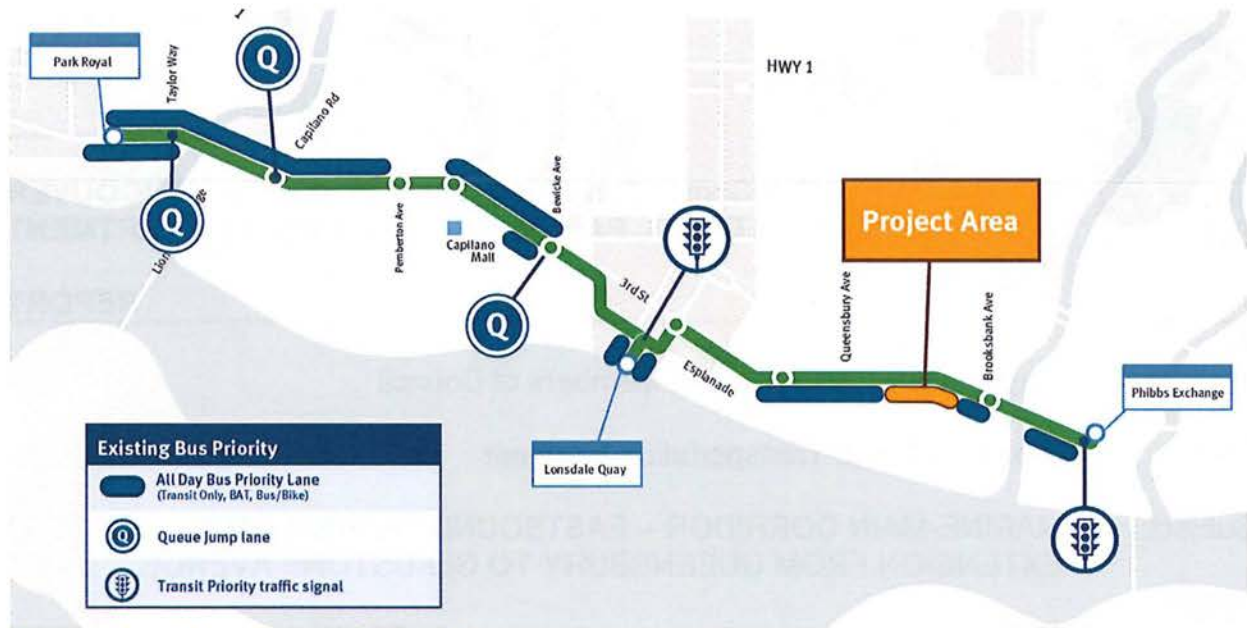 Park Royal
Taylor Way
Q
Capilano Rd
HWY 1
Q
Pemberton Ave
Capilano
Mall
Bewicke Ave
Q
3rd St
Project Area
Queensbury Ave
Brooksbank Ave
Esplanade
Phibbs Exchange
Lonsdale Quay
Existing Bus Priority
All Day Bus Priority Lane
(Transit Only, BAT, Bus/Bike)
Q Queue Jump lane
Transit Priority traffic signal